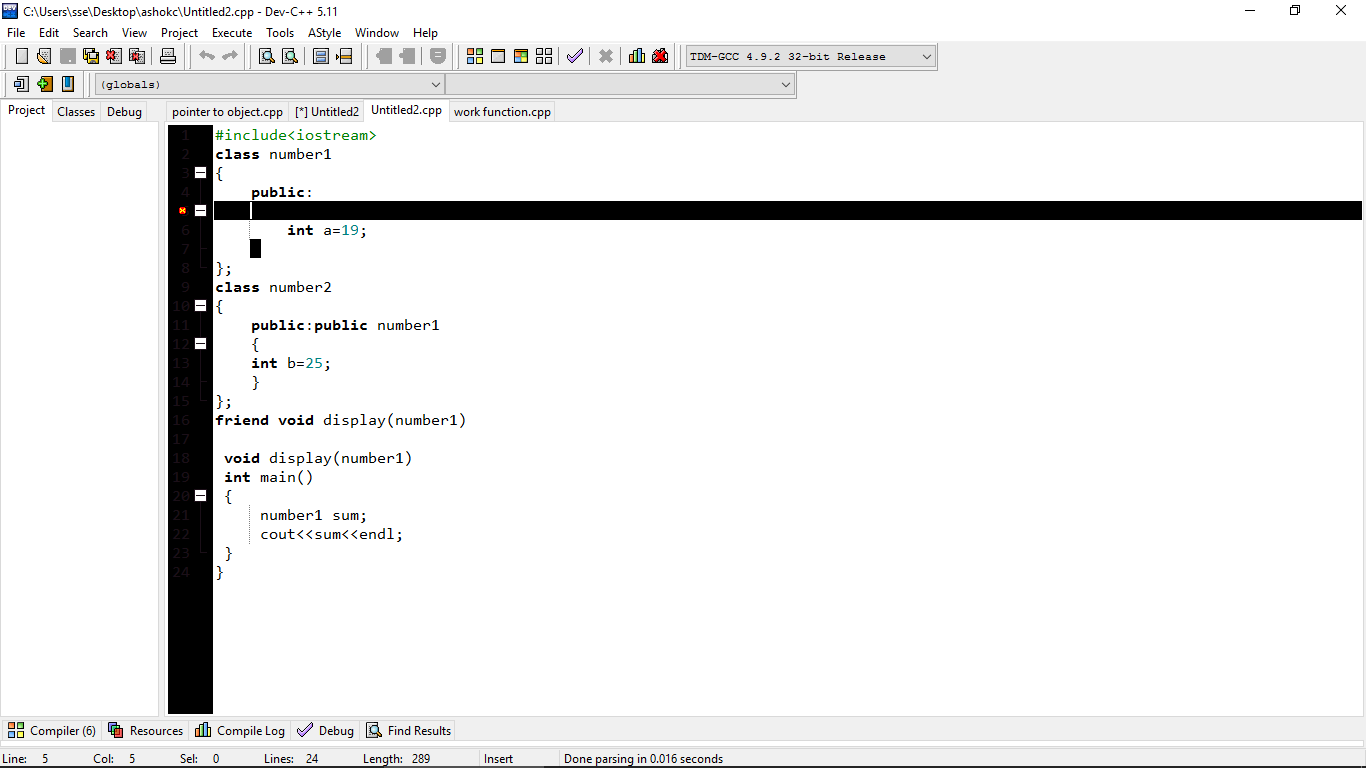 C:\Users\sse\Desktop\ashokc\Untitled2.cpp - Dev-C++ 5.11
File Edit Search View Project Execute Tools AStyle Window Help
TDM-GCC 4.9.2 32-bit Release
(globals)
Project Classes Debug pointer to object.cpp [*] Untitled2 Untitled2.cpp work function.cpp
1 #include<iostream>
2 class number1
3 {
4 public:
6 int a=19;
7
8 };
9 class number2
10 {
11 public:public number1
12 {
13 int b=25;
14 }
15 };
16 friend void display(number1)
17
18 void display(number1)
19 int main()
20 {
21 number1 sum;
22 cout<<sum<<endl;
23 }
24 }
Compiler (6) Resources Compile Log Debug Find Results
Line: 5 Col: 5 Sel: 0 Lines: 24 Length: 289 Insert Done parsing in 0.016 seconds